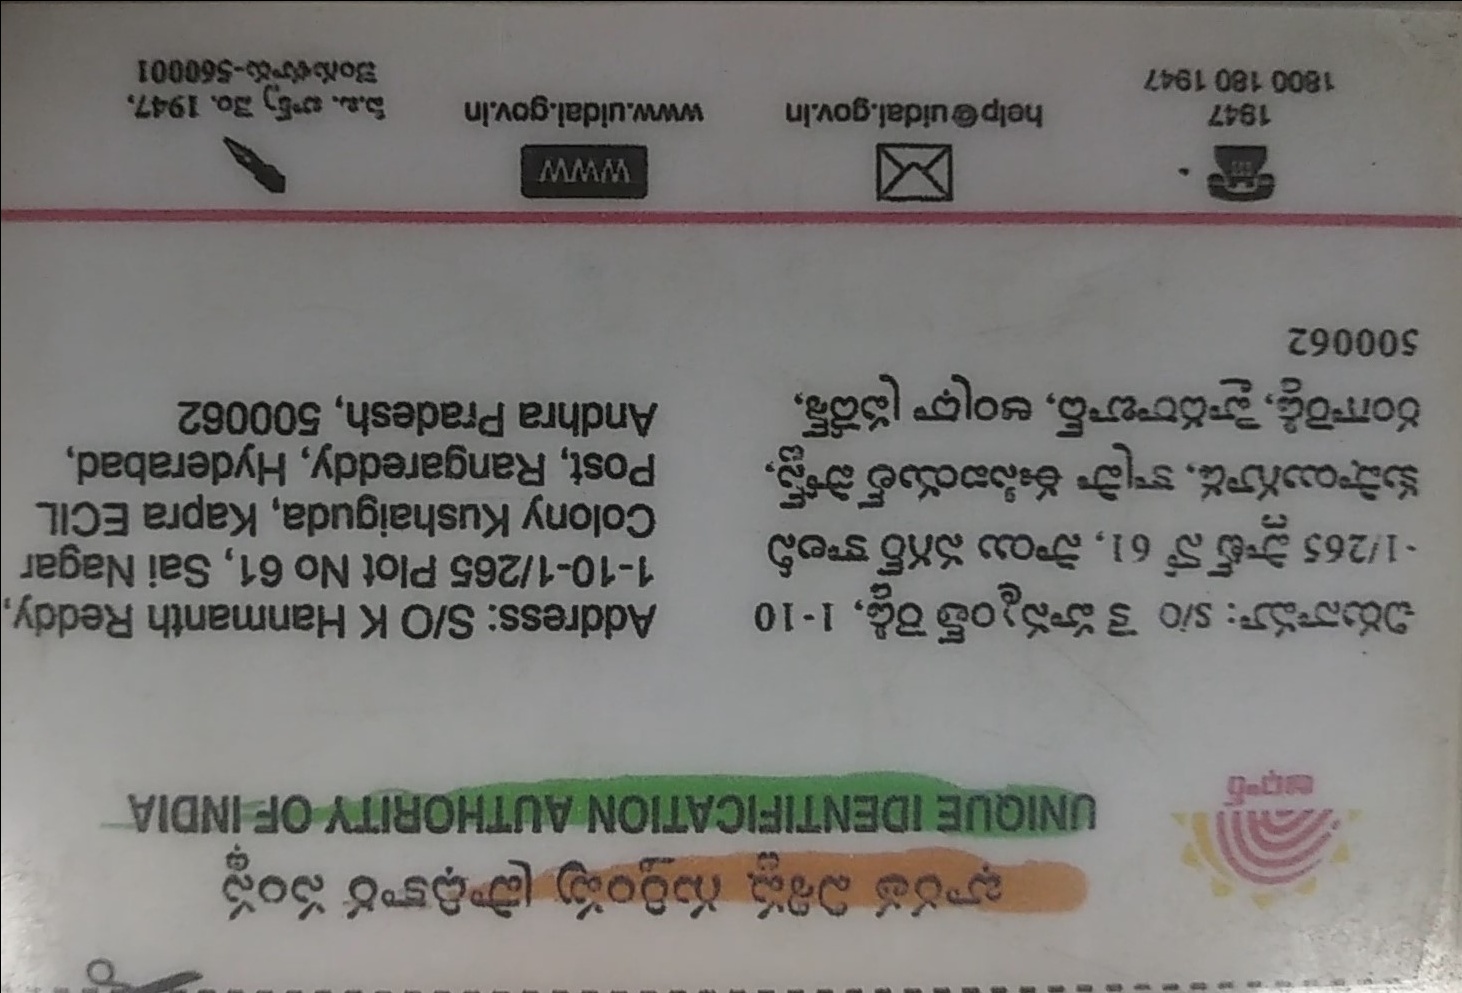 భారత విశిష్ట గుర్తింపు ప్రాధికార సంస్థ
UNIQUE IDENTIFICATION AUTHORITY OF INDIA
ఆధార్
చిరునామా: S/O కె హన్మంత్ రెడ్డి, 1-10
-1/265 ప్లాట్ నో 61, సాయి నగర్ కాలనీ
కుషాయిగూడ, కాప్రా ఈసిఐయల్ పోస్ట్,
రంగారెడ్డి, హైదరాబాద్, ఆంధ్రా ప్రదేశ్,
500062
Address: S/O K Hanmanth Reddy,
1-10-1/265 Plot No 61, Sai Nagar
Colony Kushaiguda, Kapra ECIL
Post, Rangareddy, Hyderabad,
Andhra Pradesh, 500062
1947
1800 180 1947
help@uidai.gov.in
WWW
www.uidai.gov.in
పి.ఒ. బాక్స్ నెం. 1947,
బెంగుళూరు-560001